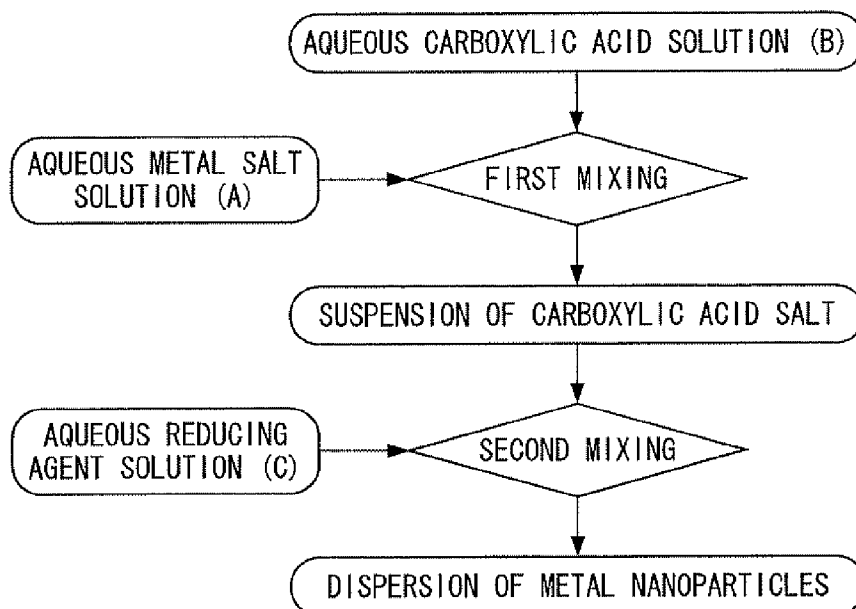 AQUEOUS CARBOXYLIC ACID SOLUTION (B)
AQUEOUS METAL SALT
SOLUTION (A)
FIRST MIXING
SUSPENSION OF CARBOXYLIC ACID SALT
AQUEOUS REDUCING
AGENT SOLUTION (C)
SECOND MIXING
DISPERSION OF METAL NANOPARTICLES